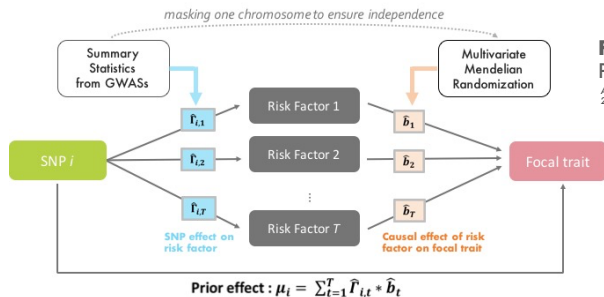 masking one chromosome to ensure independence
Summary
Statistics
from GWASs
Multivariate
Mendelian
Randomization
SNP i
Γ̂i,1
Γ̂i,2
Γ̂i,T
Risk Factor 1
Risk Factor 2
⋮
Risk Factor T
b̂1
b̂2
b̂T
Focal trait
SNP effect on
risk factor
Causal effect of risk
factor on focal trait
Prior effect : μi = ∑ᵀt=1 Γ̂i,t * b̂t